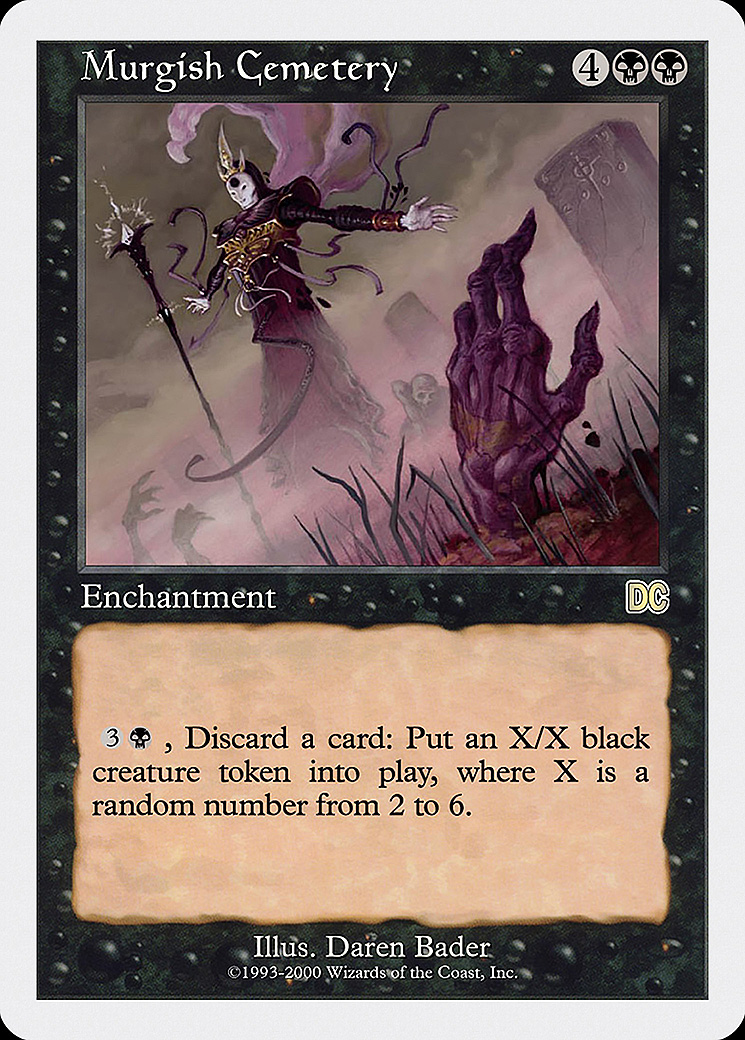 Murgish Cemetery 4
Enchantment DC
3 , Discard a card: Put an X/X black
creature token into play, where X is a
random number from 2 to 6.
Illus. Daren Bader
©1993-2000 Wizards of the Coast, Inc.